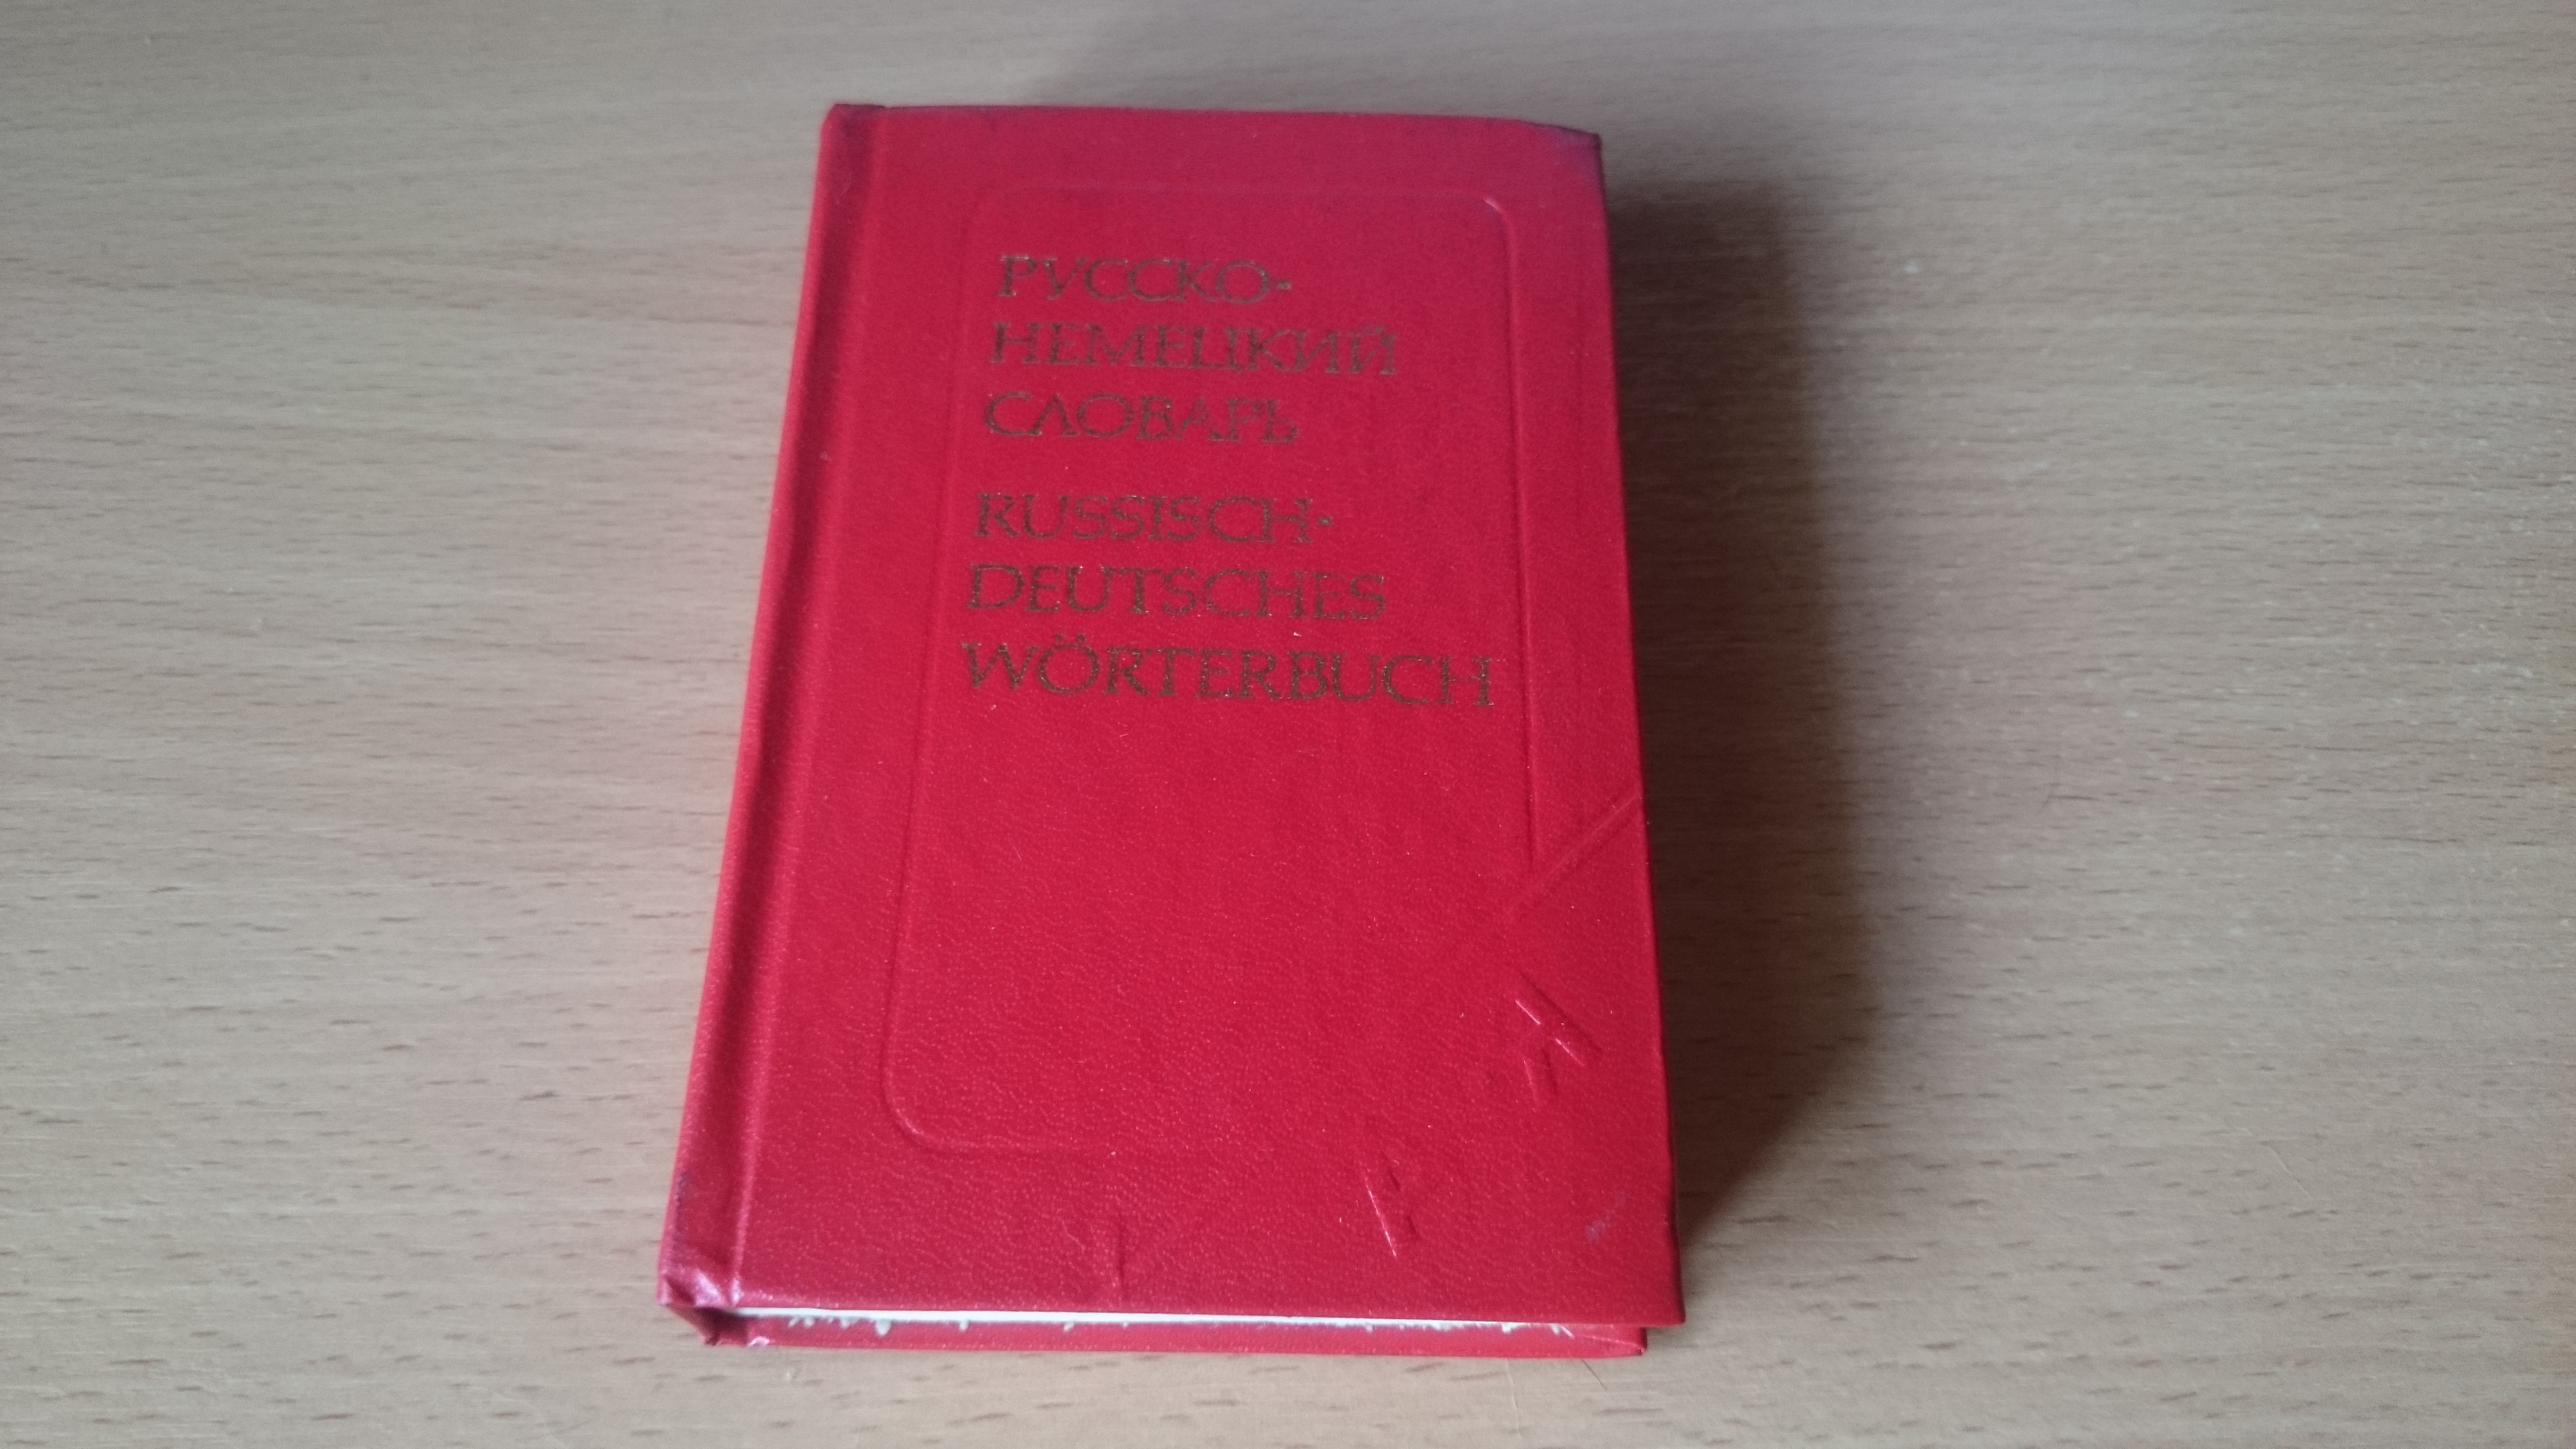 РУССКО-
НЕМЕЦКИЙ
СЛОВАРЬ
RUSSISCH-
DEUTSCHES
WÖRTERBUCH